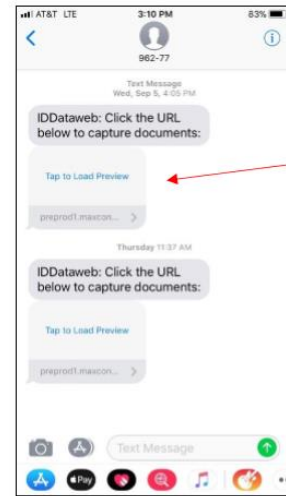 AT&T LTE 3:10 PM 83%
962-77
Text Message
Wed, Sep 5, 4:05 PM
IDDataweb: Click the URL
below to capture documents:
Tap to Load Preview
preprod1.maxcon...
Thursday 11:37 AM
IDDataweb: Click the URL
below to capture documents:
Tap to Load Preview
preprod1.maxcon...
Text Message
Pay